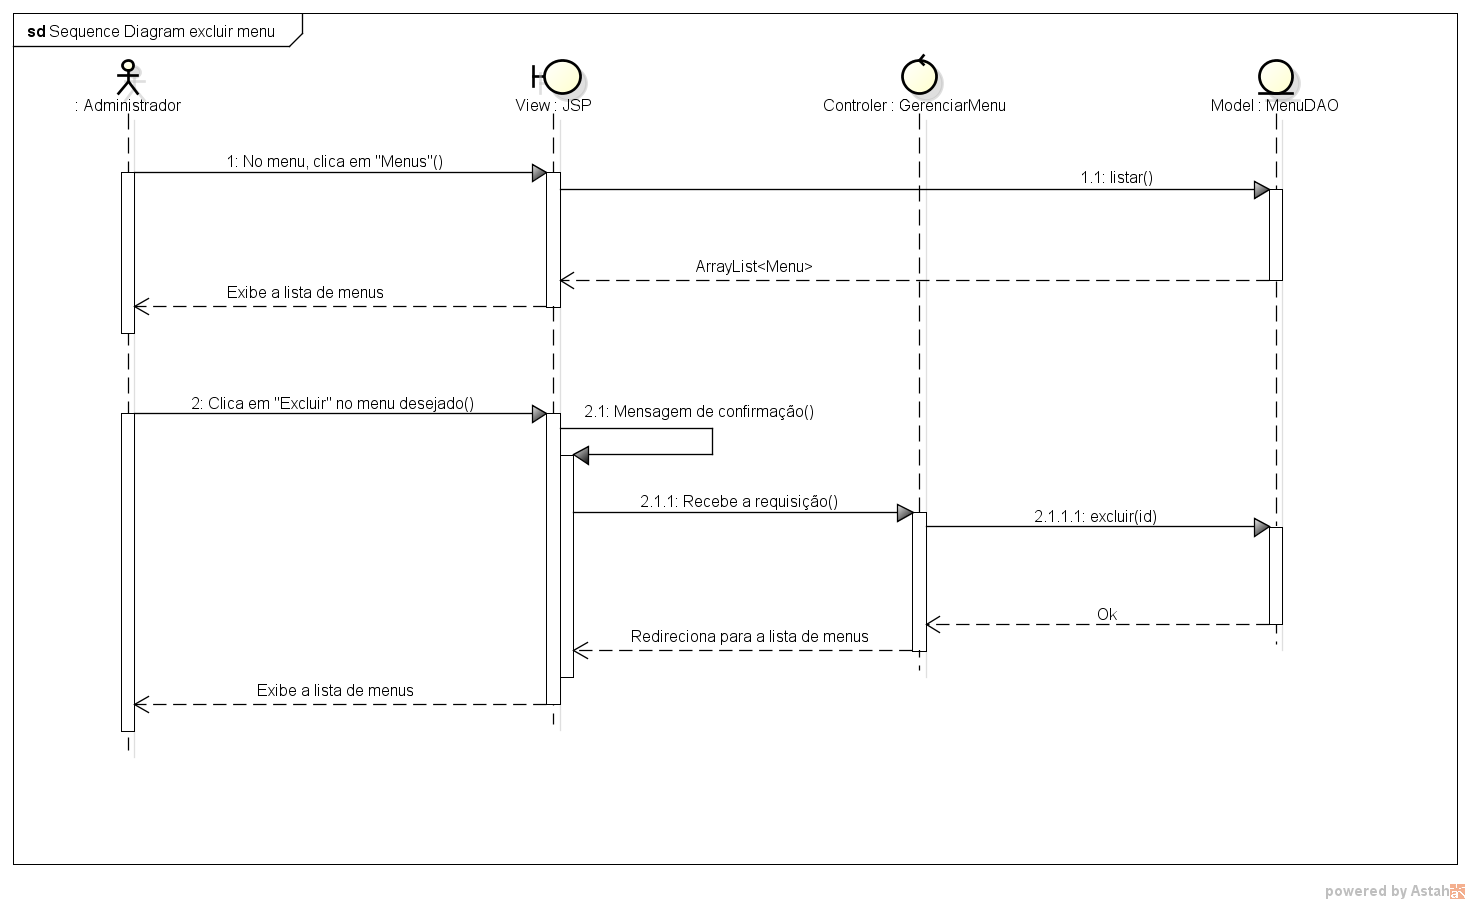 sd Sequence Diagram excluir menu
: Administrador
View : JSP
Controler : GerenciarMenu
Model : MenuDAO
1: No menu, clica em "Menus"()
1.1: listar()
ArrayList<Menu>
Exibe a lista de menus
2: Clica em "Excluir" no menu desejado()
2.1: Mensagem de confirmação()
2.1.1: Recebe a requisição()
2.1.1.1: excluir(id)
Ok
Redireciona para a lista de menus
Exibe a lista de menus
powered by Astah